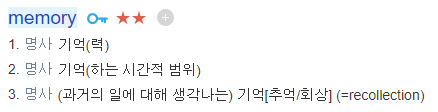 memory
1. 명사 기억(력)
2. 명사 기억(하는 시간적 범위)
3. 명사 (과거의 일에 대해 생각나는) 기억[추억/회상] (=recollection)